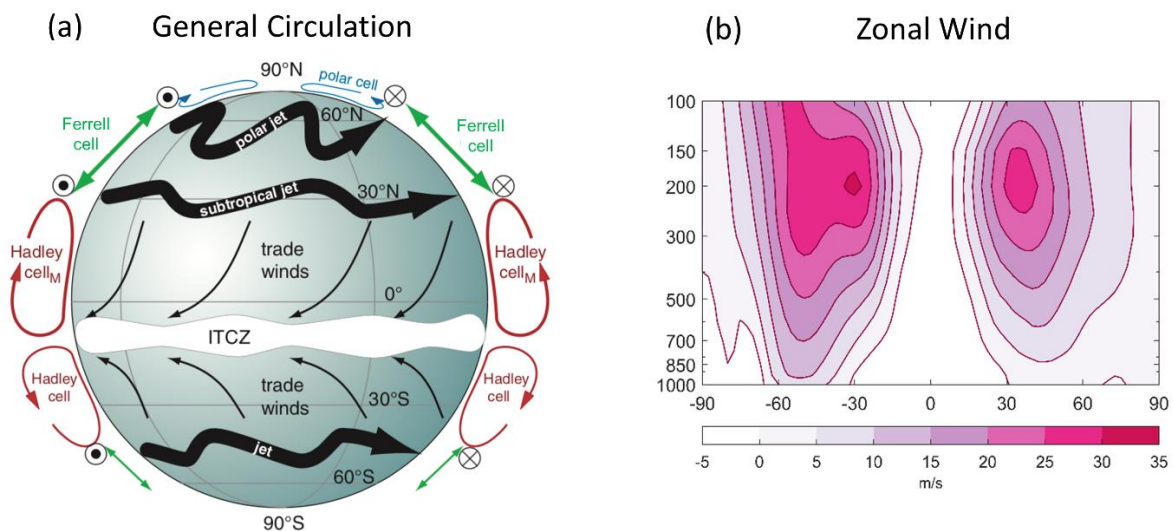 (a) General Circulation
90°N
polar cell
Ferrell
cell
60°N
polar jet
Ferrell
cell
30°N
subtropical jet
Hadley
cellM
trade
winds
Hadley
cellM
0°
ITCZ
Hadley
cell
trade
winds
Hadley
cell
30°S
jet
60°S
90°S
(b) Zonal Wind
100
150
200
300
500
700
850
1000
-90 -60 -30 0 30 60 90
-5 0 5 10 15 20 25 30 35
m/s